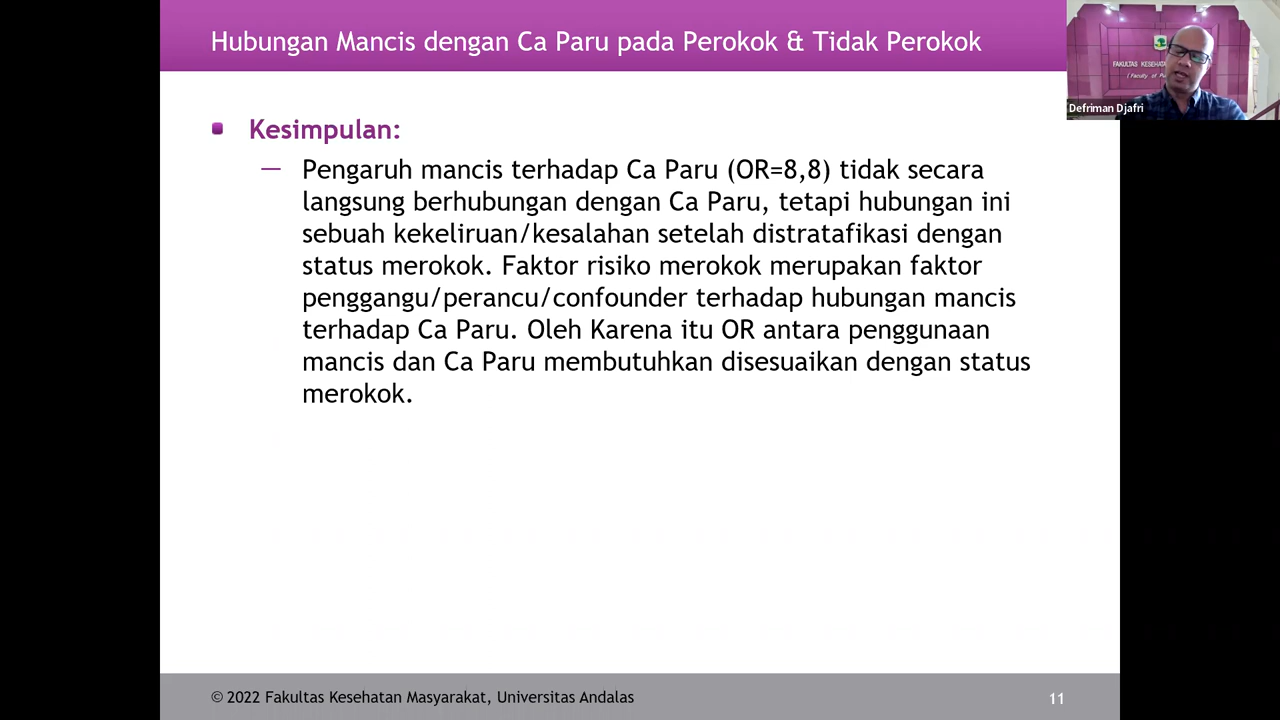 Hubungan Mancis dengan Ca Paru pada Perokok & Tidak Perokok
FAKULTAS KESEHAT
Defriman Djafri
Kesimpulan:
— Pengaruh mancis terhadap Ca Paru (OR=8,8) tidak secara
langsung berhubungan dengan Ca Paru, tetapi hubungan ini
sebuah kekeliruan/kesalahan setelah distratafikasi dengan
status merokok. Faktor risiko merokok merupakan faktor
penggangu/perancu/confounder terhadap hubungan mancis
terhadap Ca Paru. Oleh Karena itu OR antara penggunaan
mancis dan Ca Paru membutuhkan disesuaikan dengan status
merokok.
© 2022 Fakultas Kesehatan Masyarakat, Universitas Andalas
11